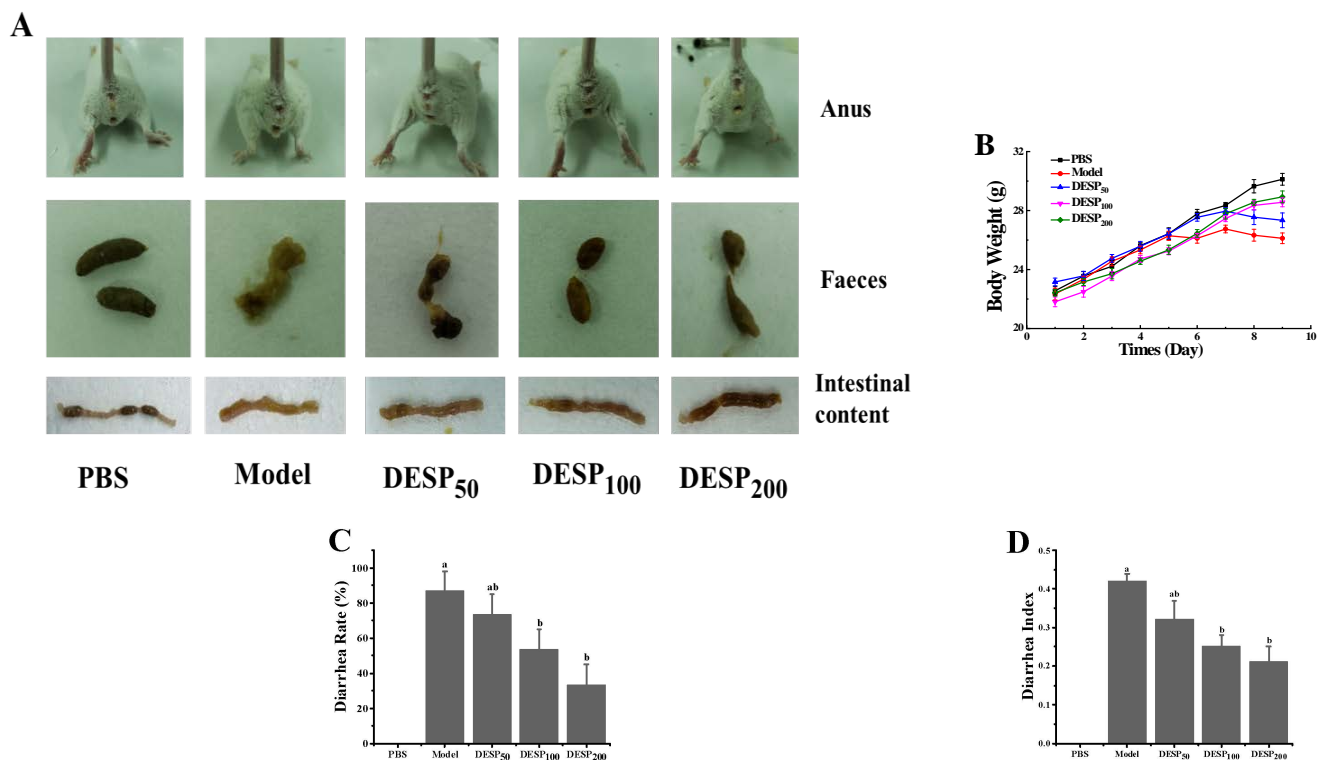 A
Anus
Faeces
Intestinal
content
PBS Model DESP50 DESP100 DESP200
B
PBS
Model
DESP50
DESP100
DESP200
Body Weight (g)
32
28
24
20
0 2 4 6 8 10
Times (Day)
C
Diarrhea Rate (%)
100
80
60
40
20
0
a
ab
b
b
PBS Model DESP50 DESP100 DESP200
D
Diarrhea Index
0.5
0.4
0.3
0.2
0.1
0.0
a
ab
b
b
PBS Model DESP50 DESP100 DESP200